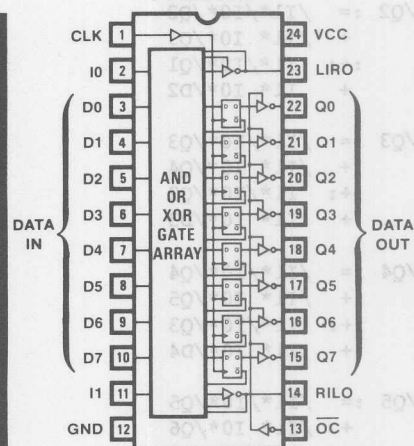 CLK 1
I0 2
D0 3
D1 4
D2 5
D3 6
D4 7
D5 8
D6 9
D7 10
I1 11
GND 12
DATA
IN
AND
OR
XOR
GATE
ARRAY
24 VCC
23 LIRO
22 Q0
21 Q1
20 Q2
19 Q3
18 Q4
17 Q5
16 Q6
15 Q7
14 RILO
13 OC
DATA
OUT